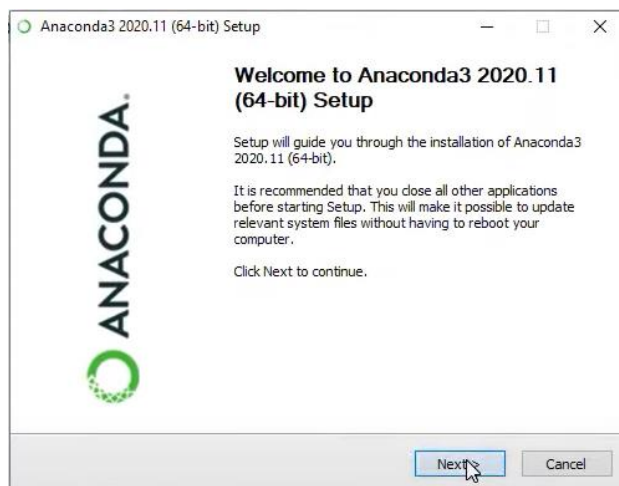 Anaconda3 2020.11 (64-bit) Setup
ANACONDA.
Welcome to Anaconda3 2020.11
(64-bit) Setup
Setup will guide you through the installation of Anaconda3
2020.11 (64-bit).
It is recommended that you close all other applications
before starting Setup. This will make it possible to update
relevant system files without having to reboot your
computer.
Click Next to continue.
Next >
Cancel